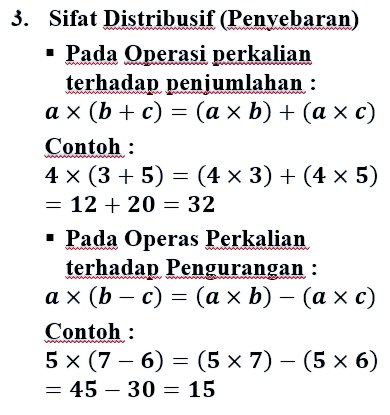 3. Sifat Distribusif (Penyebaran)
▪ Pada Operasi perkalian
terhadap penjumlahan :
a × (b + c) = (a × b) + (a × c)
Contoh :
4 × (3 + 5) = (4 × 3) + (4 × 5)
= 12 + 20 = 32
▪ Pada Operas Perkalian
terhadap Pengurangan :
a × (b − c) = (a × b) − (a × c)
Contoh :
5 × (7 − 6) = (5 × 7) − (5 × 6)
= 45 − 30 = 15